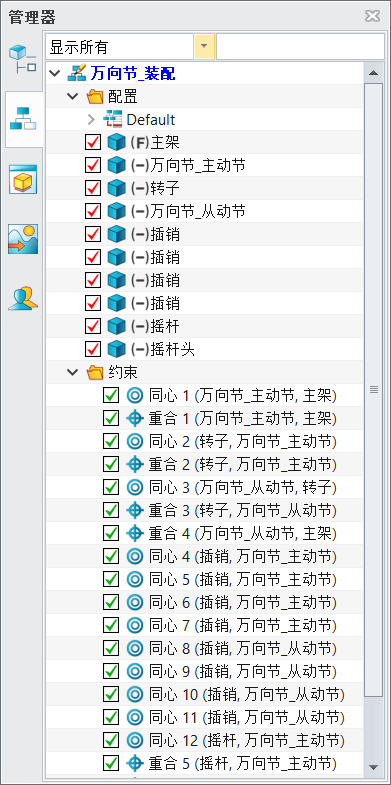 管理器
显示所有
万向节_装配
配置
Default
(F)主架
(−)万向节_主动节
(−)转子
(−)万向节_从动节
(−)插销
(−)插销
(−)插销
(−)插销
(−)摇杆
(−)摇杆头
约束
同心 1 (万向节_主动节, 主架)
重合 1 (万向节_主动节, 主架)
同心 2 (转子, 万向节_主动节)
重合 2 (转子, 万向节_主动节)
同心 3 (万向节_从动节, 转子)
重合 3 (转子, 万向节_从动节)
重合 4 (万向节_从动节, 主架)
同心 4 (插销, 万向节_主动节)
同心 5 (插销, 万向节_主动节)
同心 6 (插销, 万向节_主动节)
同心 7 (插销, 万向节_主动节)
同心 8 (插销, 万向节_从动节)
同心 9 (插销, 万向节_从动节)
同心 10 (插销, 万向节_从动节)
同心 11 (插销, 万向节_从动节)
同心 12 (摇杆, 万向节_主动节)
重合 5 (摇杆, 万向节_主动节)